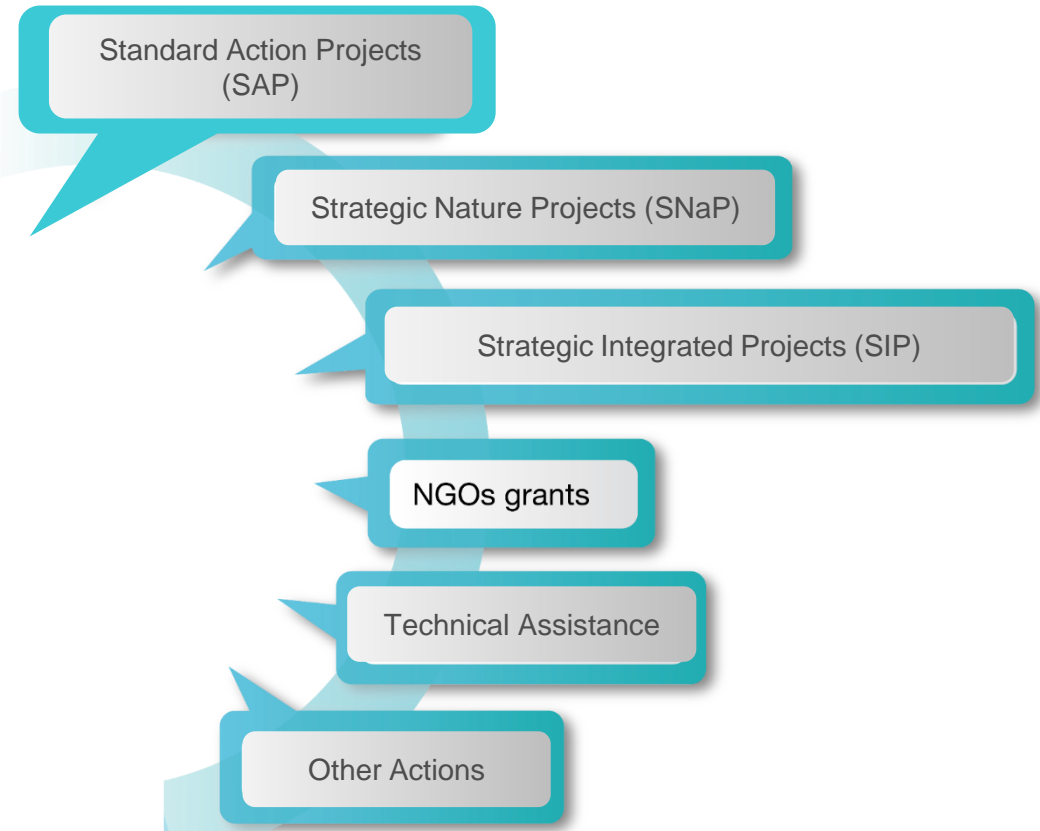 Standard Action Projects
(SAP)
Strategic Nature Projects (SNaP)
Strategic Integrated Projects (SIP)
NGOs grants
Technical Assistance
Other Actions